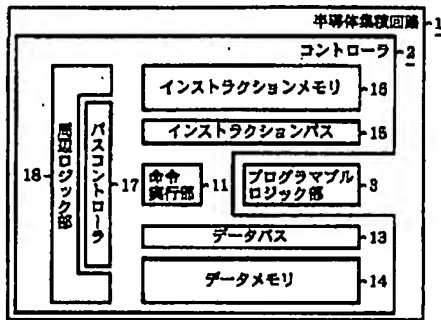 半導体集積回路 1
コントローラ 2
インストラクションメモリ 16
インストラクションバス 15
18 周辺ロジック部
バスコントローラ 17
命令
実行部 11
プログラマブル
ロジック部 3
データバス 13
データメモリ 14